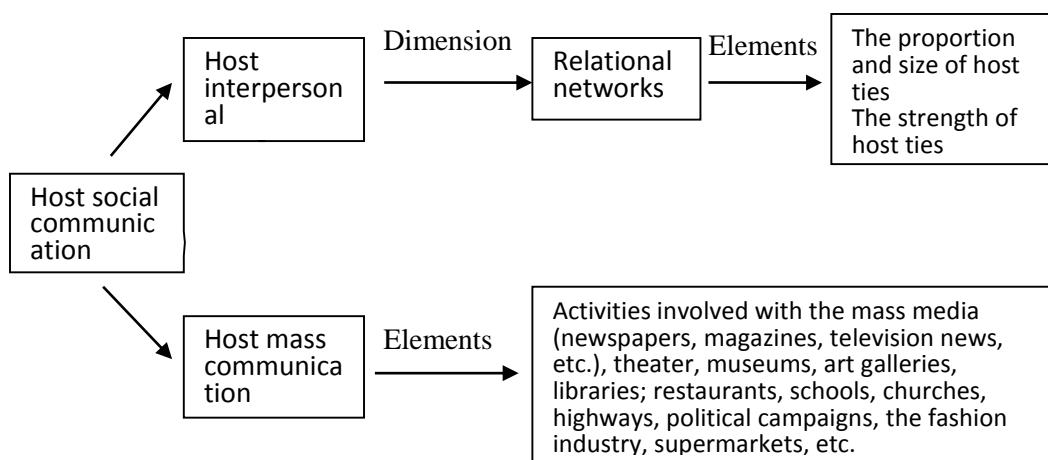 Host
interperson
al
Dimension
Relational
networks
Elements
The proportion
and size of host
ties
The strength of
host ties
Host social
communic
ation
Host mass
communica
tion
Elements
Activities involved with the mass media
(newspapers, magazines, television news,
etc.), theater, museums, art galleries,
libraries; restaurants, schools, churches,
highways, political campaigns, the fashion
industry, supermarkets, etc.